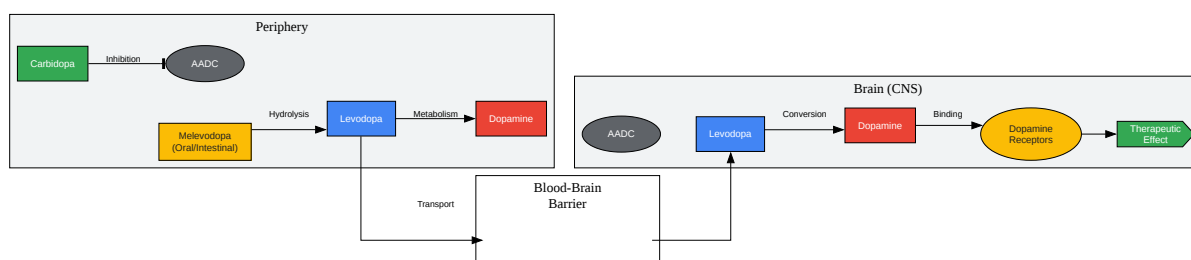 Periphery
Carbidopa
Inhibition
AADC
Melevodopa
(Oral/Intestinal)
Hydrolysis
Levodopa
Metabolism
Dopamine
Transport
Blood-Brain
Barrier
Brain (CNS)
AADC
Levodopa
Conversion
Dopamine
Binding
Dopamine
Receptors
Therapeutic
Effect